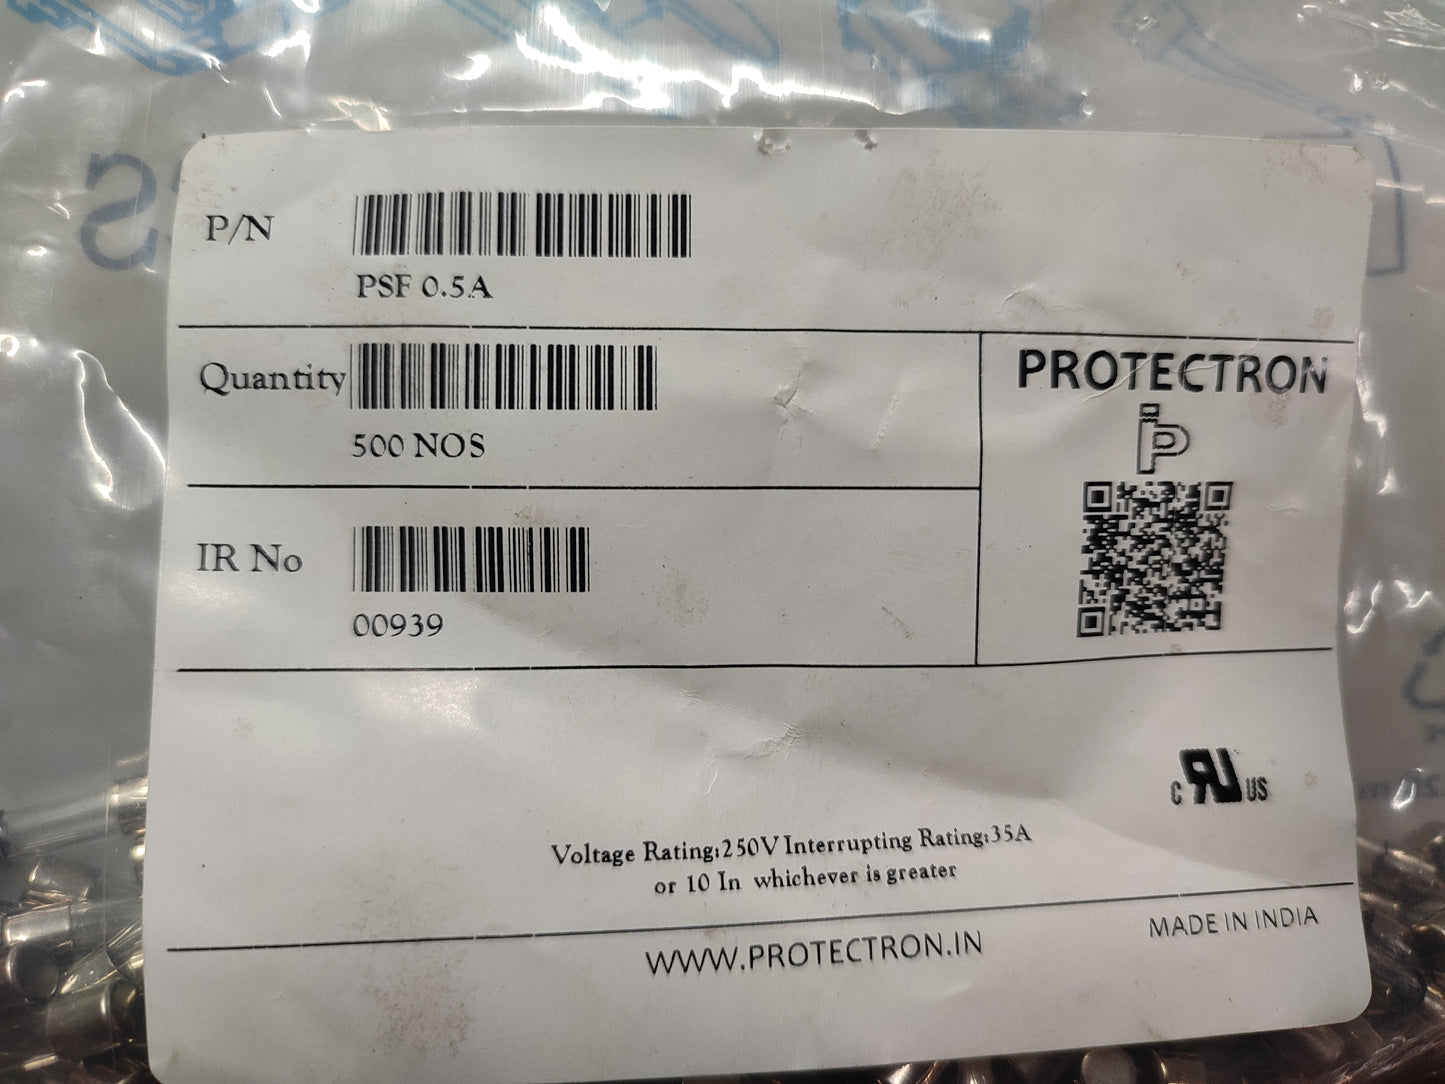 P/N
PSF 0.5A
Quantity
500 NOS
PROTECTRON
IR No
00939
c RU US
Voltage Rating:250V Interrupting Rating:35A
or 10 In whichever is greater
MADE IN INDIA
WWW.PROTECTRON.IN